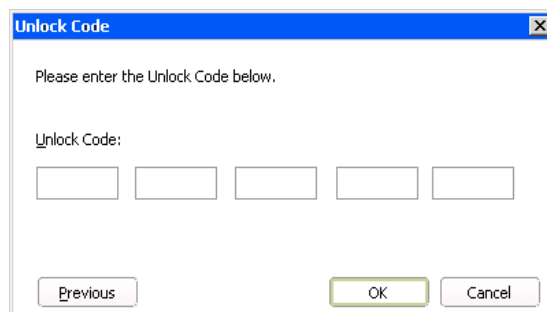 Unlock Code
Please enter the Unlock Code below.
Unlock Code:
Previous OK Cancel